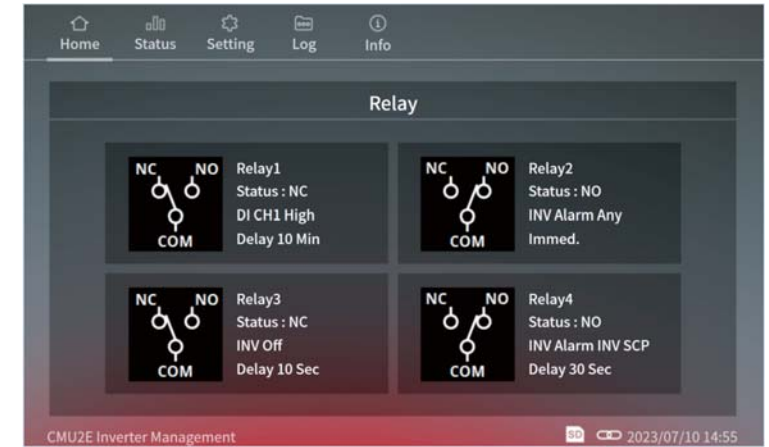 Home Status Setting Log Info
Relay
NC NO
COM
Relay1
Status : NC
DI CH1 High
Delay 10 Min
NC NO
COM
Relay2
Status : NO
INV Alarm Any
Immed.
NC NO
COM
Relay3
Status : NC
INV Off
Delay 10 Sec
NC NO
COM
Relay4
Status : NO
INV Alarm INV SCP
Delay 30 Sec
CMU2E Inverter Management SD 2023/07/10 14:55